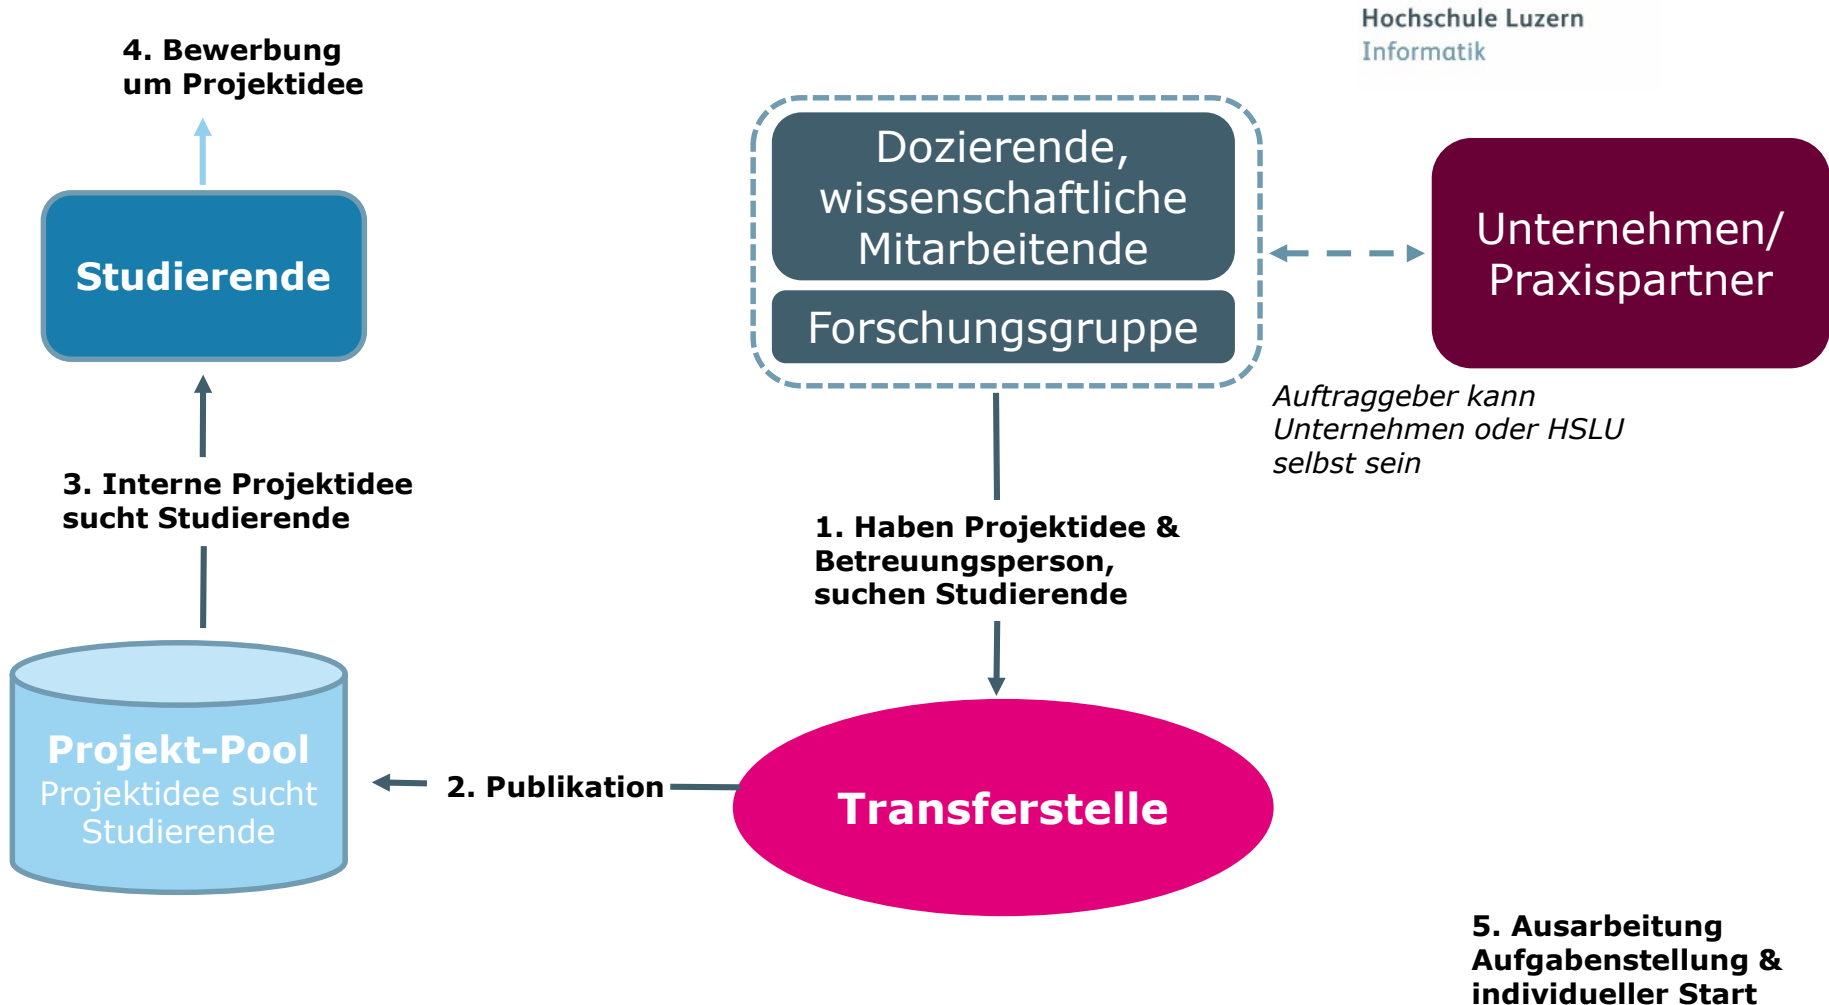 Hochschule Luzern
Informatik
4. Bewerbung
um Projektidee
Dozierende,
wissenschaftliche
Mitarbeitende
Forschungsgruppe
Unternehmen/
Praxispartner
Studierende
Auftraggeber kann
Unternehmen oder HSLU
selbst sein
3. Interne Projektidee
sucht Studierende
1. Haben Projektidee &
Betreuungsperson,
suchen Studierende
Projekt-Pool
Projektidee sucht
Studierende
2. Publikation
Transferstelle
5. Ausarbeitung
Aufgabenstellung &
individueller Start